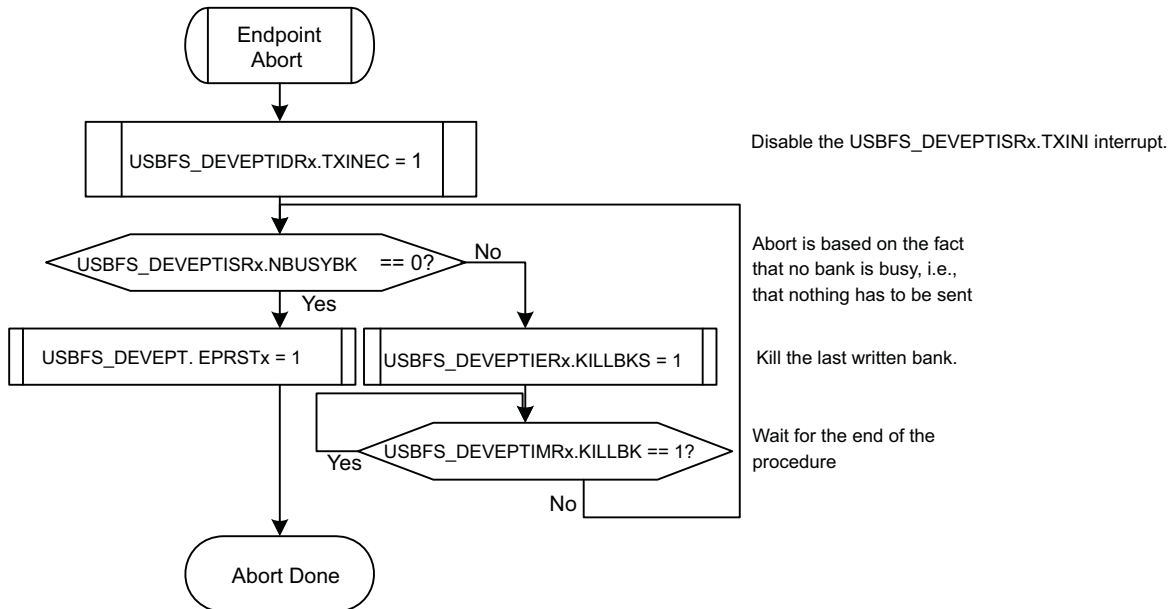 Endpoint
Abort
USBFS_DEVEPTIDRx.TXINEC = 1
Disable the USBFS_DEVEPTISRx.TXINI interrupt.
USBFS_DEVEPTISRx.NBUSYBK == 0?
No
Yes
Abort is based on the fact
that no bank is busy, i.e.,
that nothing has to be sent
USBFS_DEVEPT. EPRSTx = 1
USBFS_DEVEPTIERx.KILLBKS = 1
Kill the last written bank.
USBFS_DEVEPTIMRx.KILLBK == 1?
Yes
No
Wait for the end of the
procedure
Abort Done